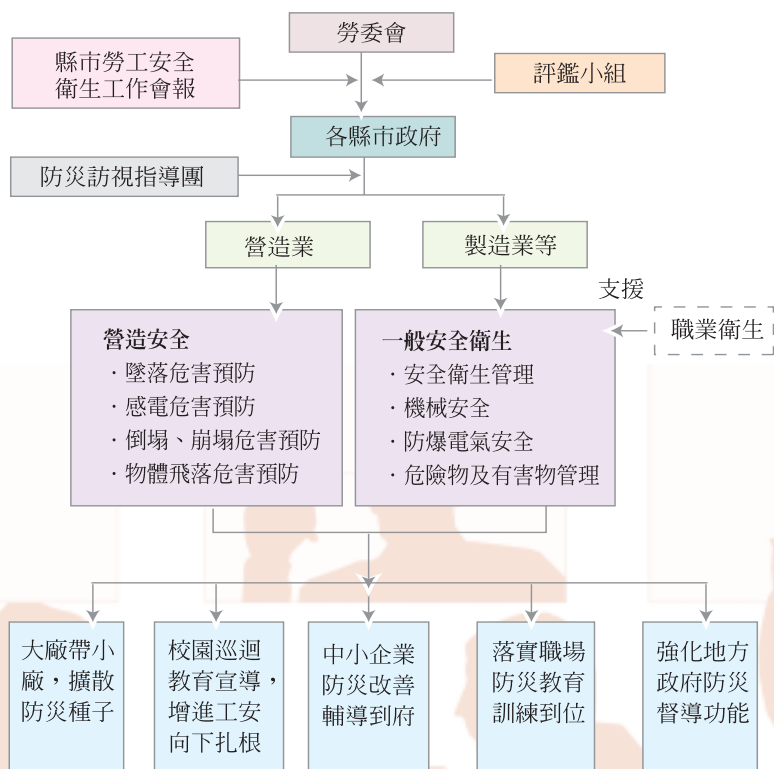 勞委會
縣市勞工安全
衛生工作會報
評鑑小組
各縣市政府
防災訪視指導團
營造業
製造業等
支援
職業衛生
營造安全
·墜落危害預防
·感電危害預防
·倒塌、崩塌危害預防
·物體飛落危害預防
一般安全衛生
·安全衛生管理
·機械安全
·防爆電氣安全
·危險物及有害物管理
大廠帶小
廠，擴散
防災種子
校園巡迴
教育宣導，
增進工安
向下扎根
中小企業
防災改善
輔導到府
落實職場
防災教育
訓練到位
強化地方
政府防災
督導功能